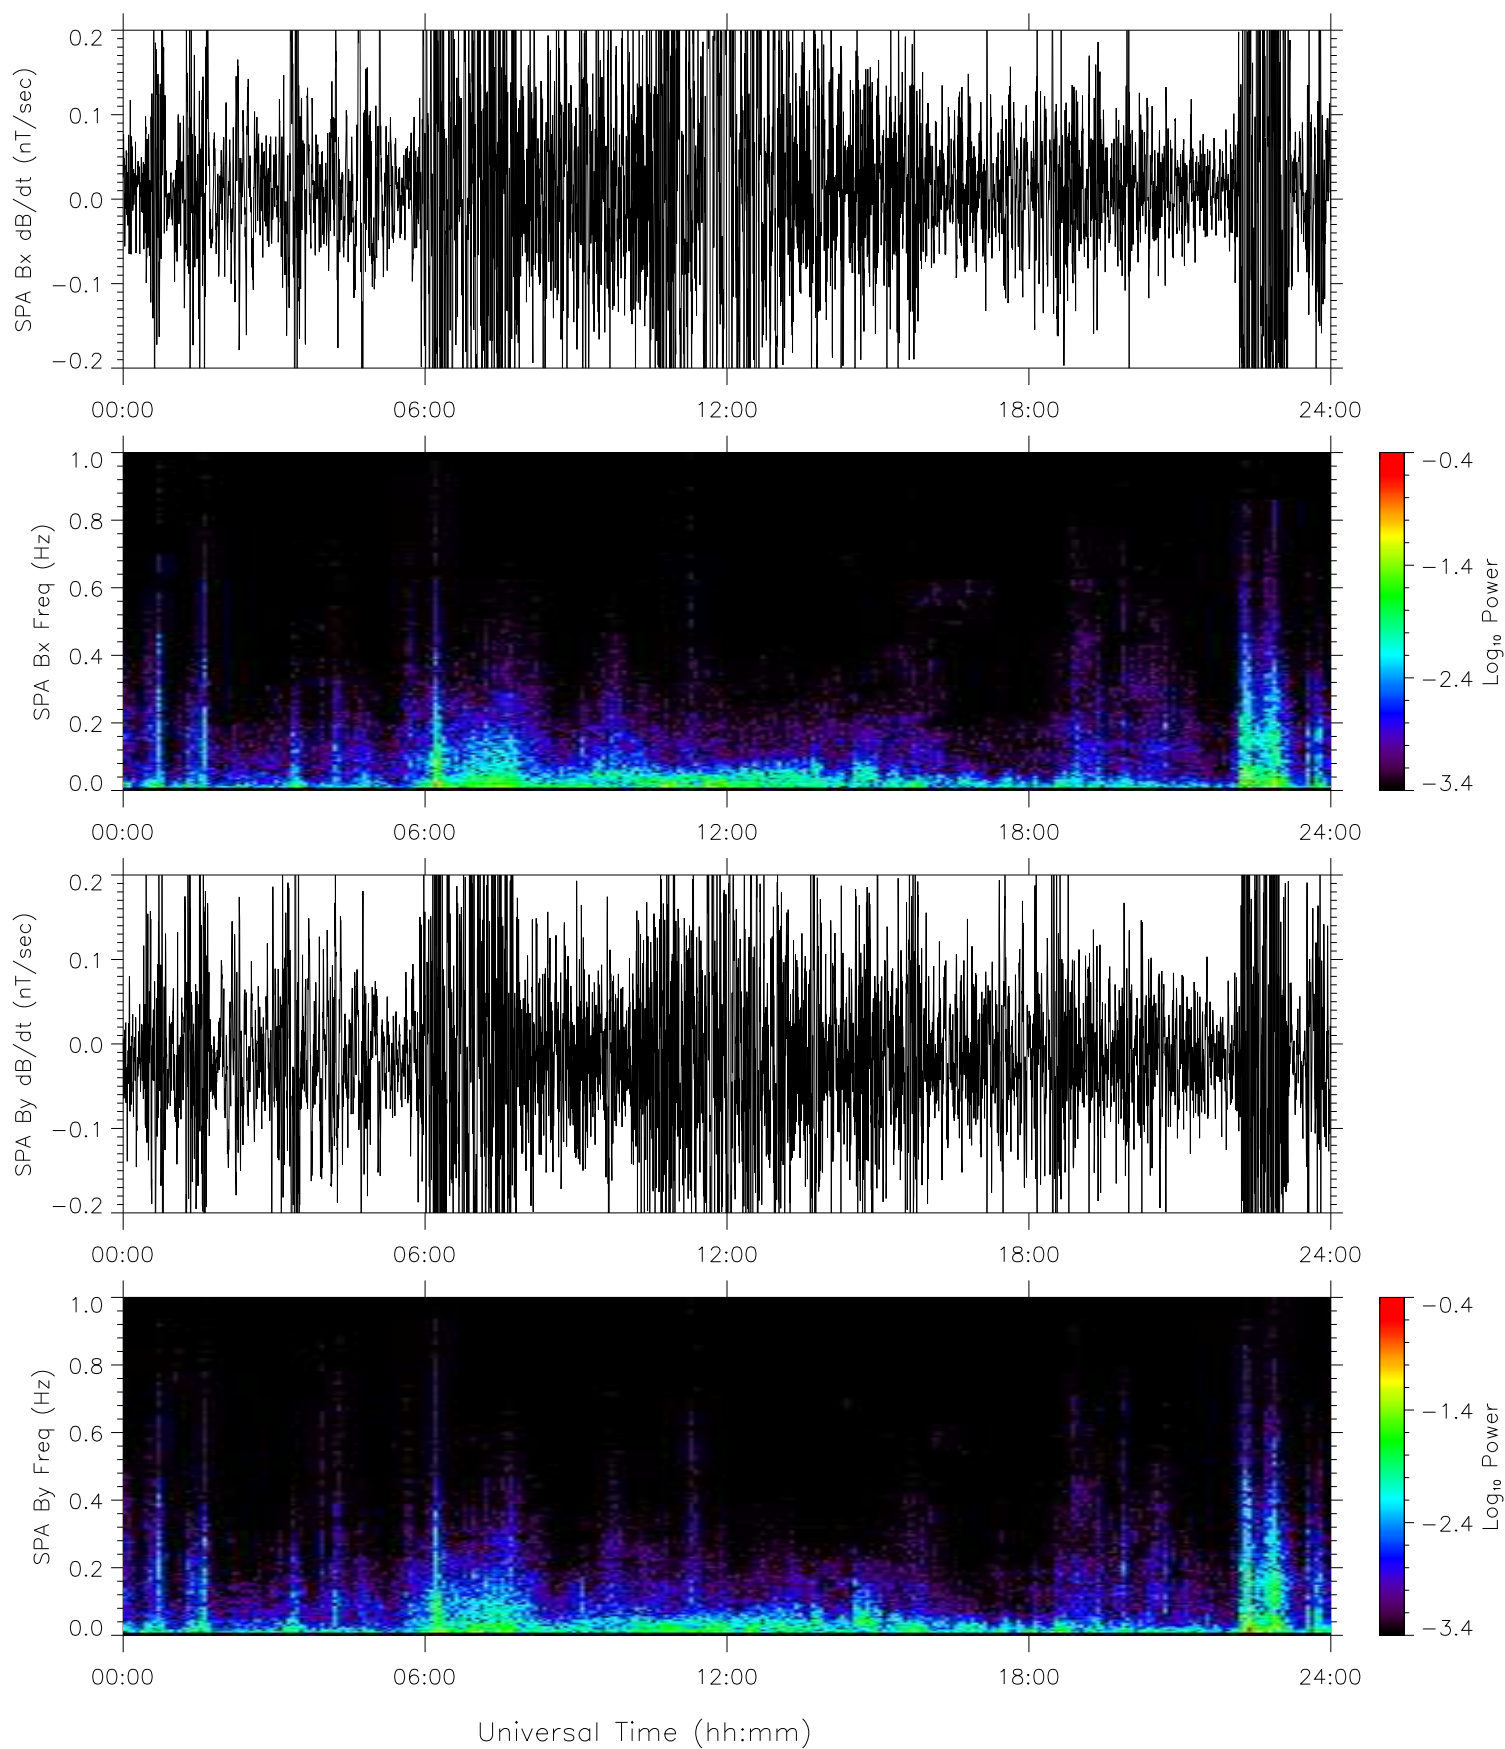 SPA Bx dB/dt (nT/sec)
0.2
0.1
0.0
−0.1
−0.2
00:00 06:00 12:00 18:00 24:00
SPA Bx Freq (Hz)
1.0
0.8
0.6
0.4
0.2
0.0
00:00 06:00 12:00 18:00 24:00
−0.4
−1.4
−2.4
−3.4
Log₁₀ Power
SPA By dB/dt (nT/sec)
0.2
0.1
0.0
−0.1
−0.2
00:00 06:00 12:00 18:00 24:00
SPA By Freq (Hz)
1.0
0.8
0.6
0.4
0.2
0.0
00:00 06:00 12:00 18:00 24:00
−0.4
−1.4
−2.4
−3.4
Log₁₀ Power
Universal Time (hh:mm)